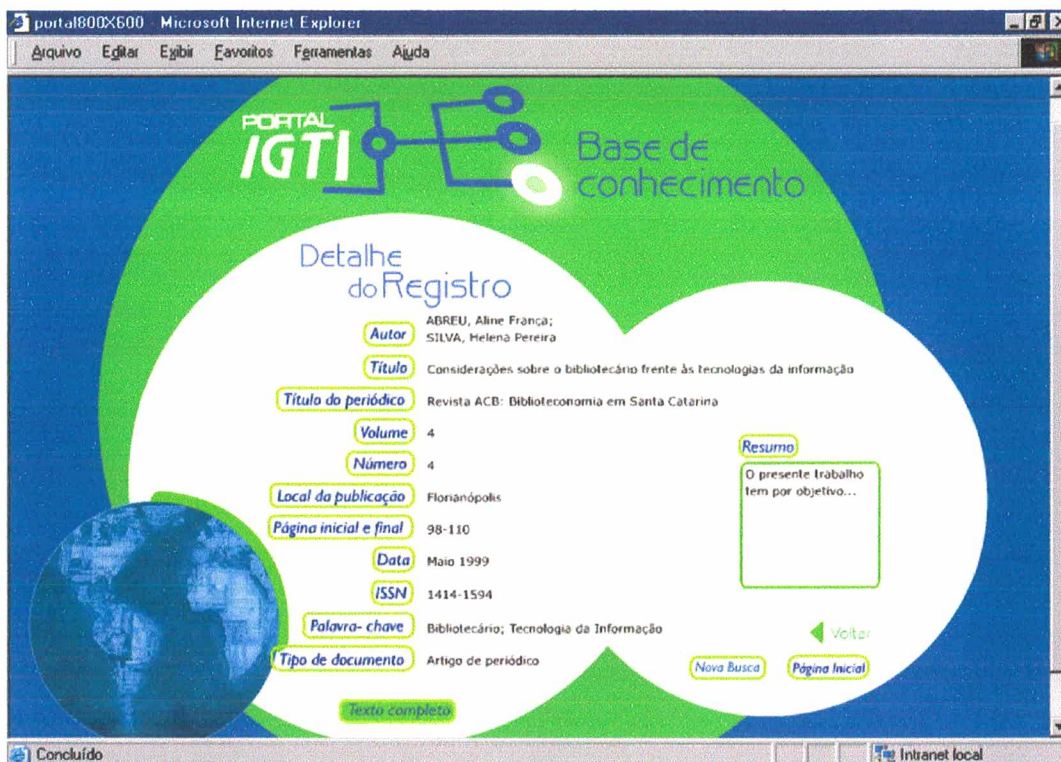 portal800X600 - Microsoft Internet Explorer
Arquivo Editar Exibir Favoritos Ferramentas Ajuda
PORTAL
IGTI
Base de
conhecimento
Detalhe
do Registro
Autor ABREU, Aline França;
SILVA, Helena Pereira
Título Considerações sobre o bibliotecário frente às tecnologias da informação
Título do periódico Revista ACB: Biblioteconomia em Santa Catarina
Volume 4
Número 4
Local da publicação Florianópolis
Página inicial e final 98-110
Data Maio 1999
ISSN 1414-1594
Palavra- chave Bibliotecário; Tecnologia da Informação
Tipo de documento Artigo de periódico
Texto completo
Resumo
O presente trabalho
tem por objetivo...
Voltar
Nova Busca Página Inicial
Concluído Intranet local